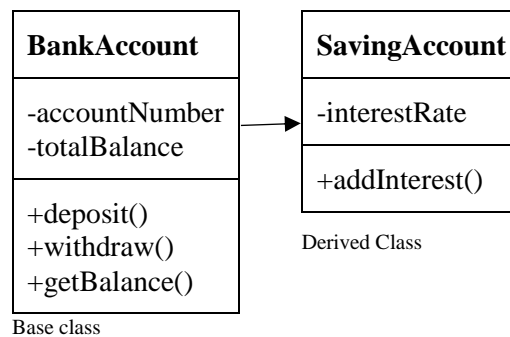 BankAccount
-accountNumber
-totalBalance
+deposit()
+withdraw()
+getBalance()
Base class
SavingAccount
-interestRate
+addInterest()
Derived Class